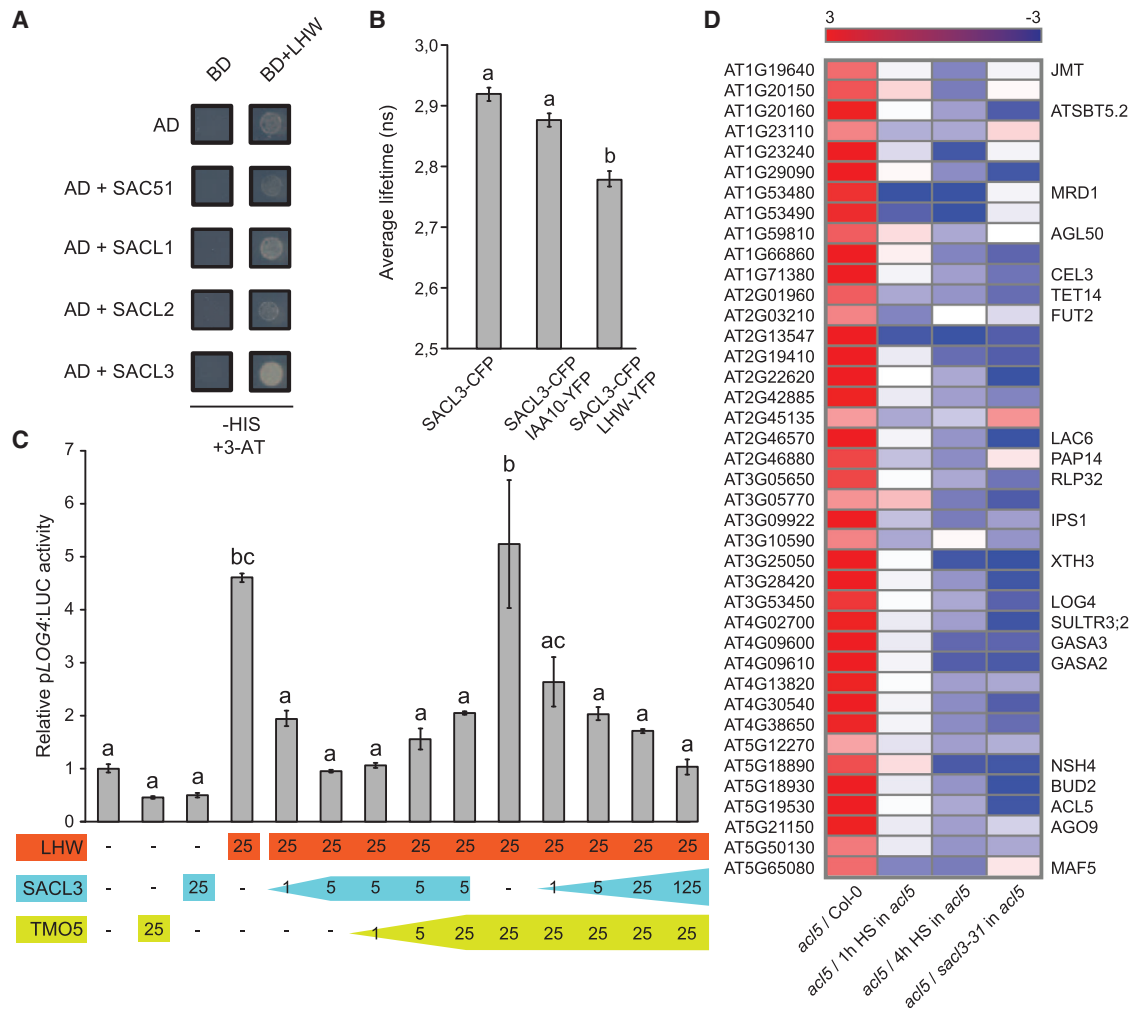 A
BD
BD+LHW
AD
AD + SAC51
AD + SACL1
AD + SACL2
AD + SACL3
-HIS
+3-AT
B
3,0
2,9
2,8
2,7
2,6
2,5
Average lifetime (ns)
a
a
b
SACL3-CFP
SACL3-CFP
IAA10-YFP
SACL3-CFP
LHW-YFP
C
7
6
5
4
3
2
1
0
Relative pLOG4:LUC activity
a a a bc a a a a a b ac a a a
LHW - - - 25 25 25 25 25 25 25 25 25 25 25
SACL3 - - 25 - 1 5 5 5 5 - 1 5 25 125
TMO5 - 25 - - - - 1 5 25 25 25 25 25 25
D
3 -3
AT1G19640 JMT
AT1G20150
AT1G20160 ATSBT5.2
AT1G23110
AT1G23240
AT1G29090
AT1G53480 MRD1
AT1G53490
AT1G59810 AGL50
AT1G66860
AT1G71380 CEL3
AT2G01960 TET14
AT2G03210 FUT2
AT2G13547
AT2G19410
AT2G22620
AT2G42885
AT2G45135
AT2G46570 LAC6
AT2G46880 PAP14
AT3G05650 RLP32
AT3G05770
AT3G09922 IPS1
AT3G10590
AT3G25050 XTH3
AT3G28420
AT3G53450 LOG4
AT4G02700 SULTR3;2
AT4G09600 GASA3
AT4G09610 GASA2
AT4G13820
AT4G30540
AT4G38650
AT5G12270
AT5G18890 NSH4
AT5G18930 BUD2
AT5G19530 ACL5
AT5G21150 AGO9
AT5G50130
AT5G65080 MAF5
acl5 / Col-0
acl5 / 1h HS in acl5
acl5 / 4h HS in acl5
acl5 / sacl3-31 in acl5